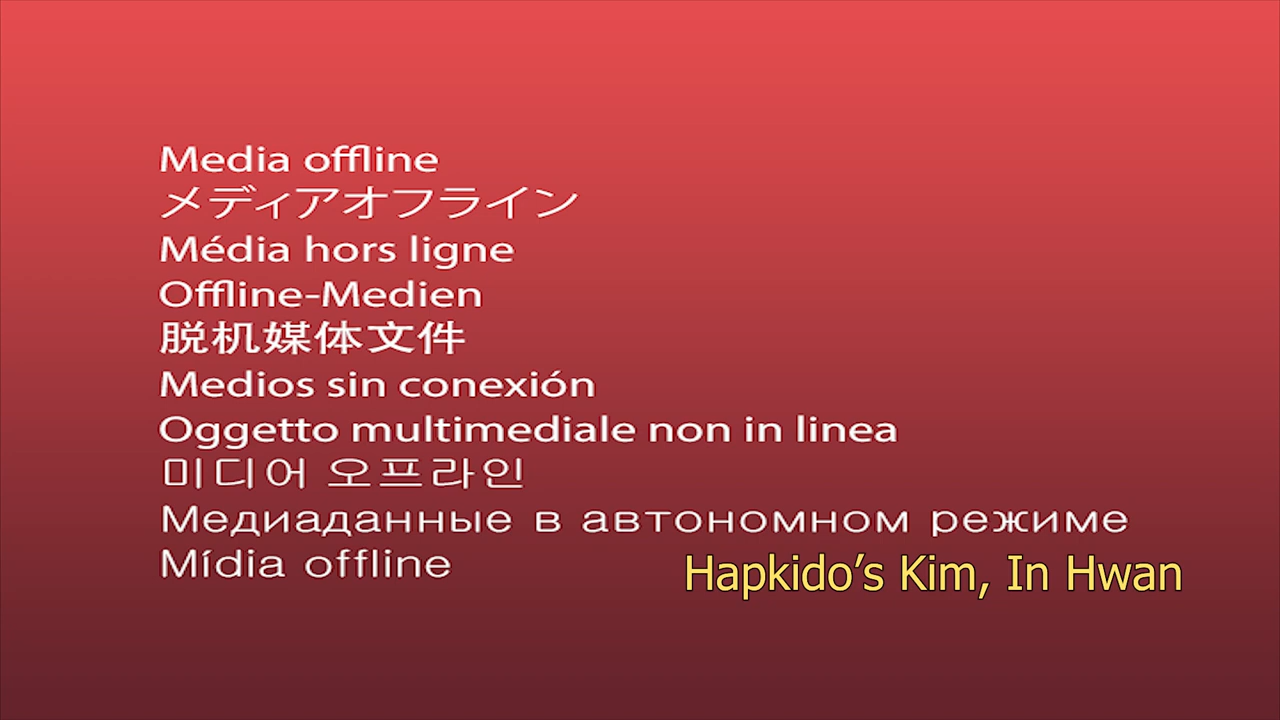 Media offline
メディアオフライン
Média hors ligne
Offline-Medien
脱机媒体文件
Medios sin conexión
Oggetto multimediale non in linea
미디어 오프라인
Медиаданные в автономном режиме
Mídia offline
Hapkido’s Kim, In Hwan